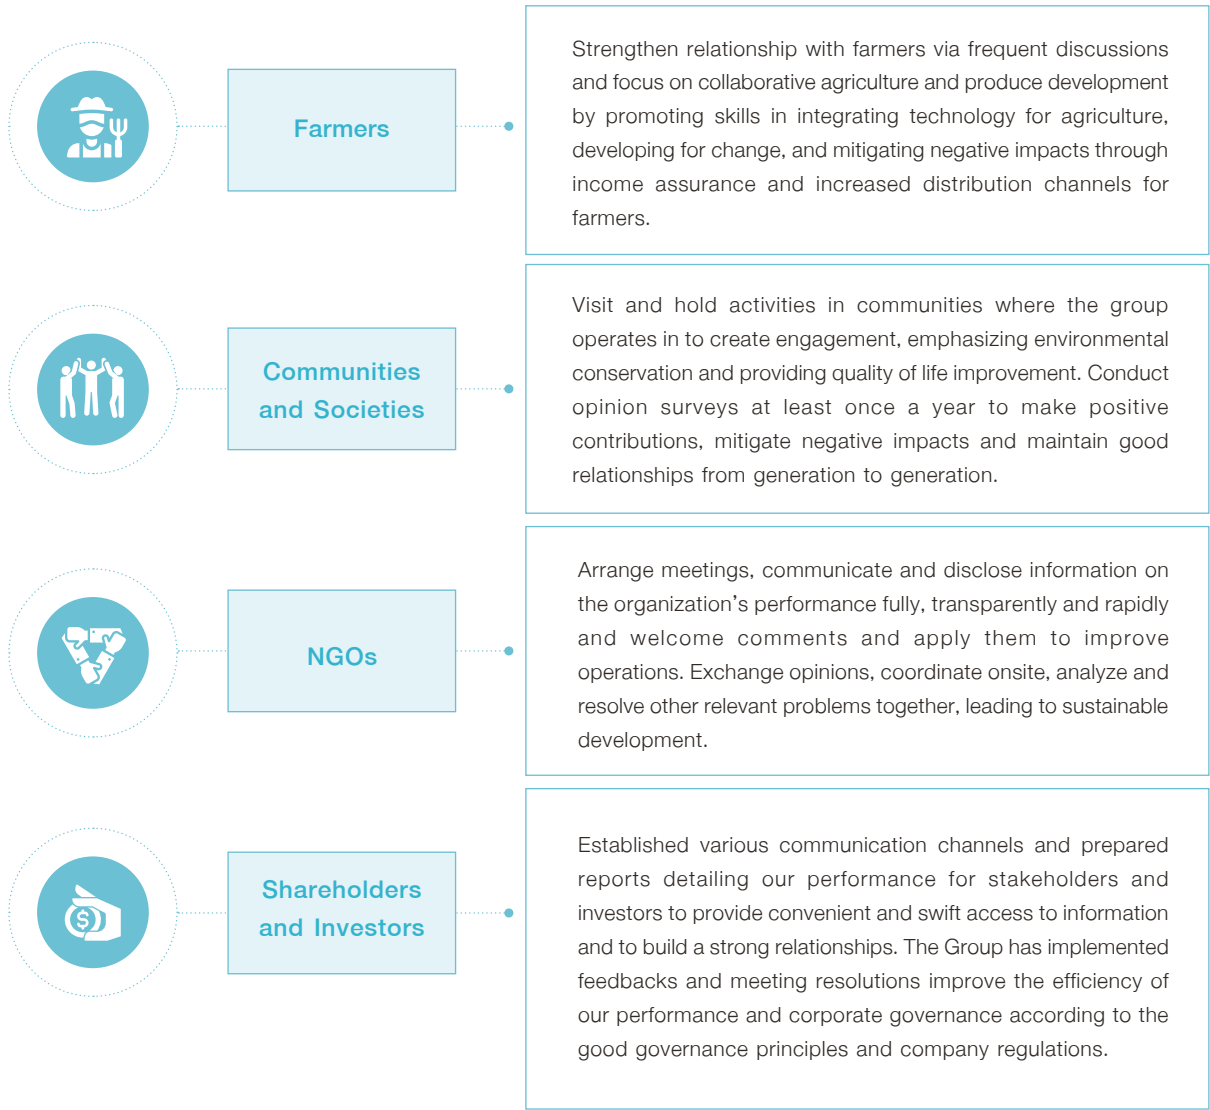 Farmers
Strengthen relationship with farmers via frequent discussions
and focus on collaborative agriculture and produce development
by promoting skills in integrating technology for agriculture,
developing for change, and mitigating negative impacts through
income assurance and increased distribution channels for
farmers.
Communities
and Societies
Visit and hold activities in communities where the group
operates in to create engagement, emphasizing environmental
conservation and providing quality of life improvement. Conduct
opinion surveys at least once a year to make positive
contributions, mitigate negative impacts and maintain good
relationships from generation to generation.
NGOs
Arrange meetings, communicate and disclose information on
the organization’s performance fully, transparently and rapidly
and welcome comments and apply them to improve
operations. Exchange opinions, coordinate onsite, analyze and
resolve other relevant problems together, leading to sustainable
development.
$
Shareholders
and Investors
Established various communication channels and prepared
reports detailing our performance for stakeholders and
investors to provide convenient and swift access to information
and to build a strong relationships. The Group has implemented
feedbacks and meeting resolutions improve the efficiency of
our performance and corporate governance according to the
good governance principles and company regulations.